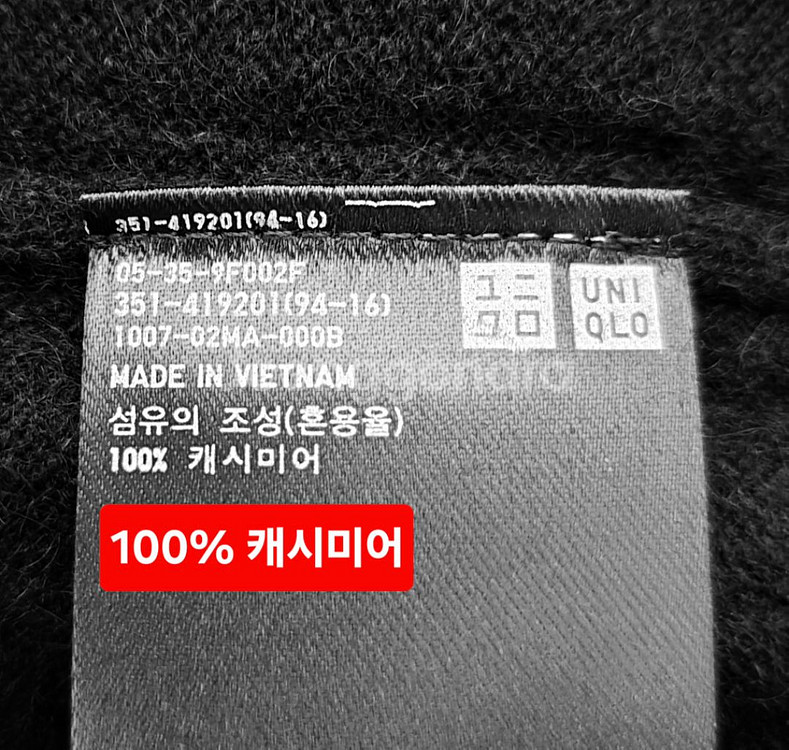 351-419201(94-16)
05-35-9F002F
351-419201(94-16)
1007-02MA-000B
ユニ
クロ
UNI
QLO
MADE IN VIETNAM
섬유의 조성(혼용율)
100% 캐시미어
100% 캐시미어